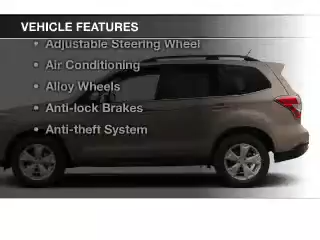 VEHICLE FEATURES
• Adjustable Steering Wheel
• Air Conditioning
• Alloy Wheels
• Anti-lock Brakes
• Anti-theft System